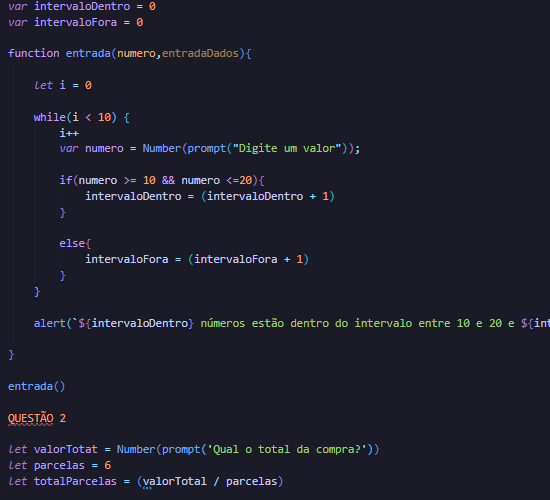 var intervaloDentro = 0
var intervaloFora = 0
function entrada(numero,entradaDados){
let i = 0
while(i < 10) {
i++
var numero = Number(prompt("Digite um valor"));
if(numero >= 10 && numero <=20){
intervaloDentro = (intervaloDentro + 1)
}
else{
intervaloFora = (intervaloFora + 1)
}
}
alert(`${intervaloDentro} números estão dentro do intervalo entre 10 e 20 e ${int
}
entrada()
QUESTÃO 2
let valorTotat = Number(prompt('Qual o total da compra?'))
let parcelas = 6
let totalParcelas = (valorTotal / parcelas)